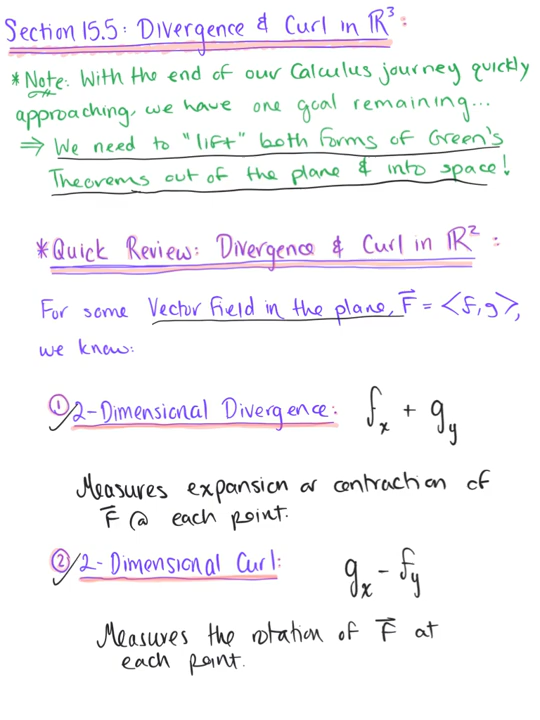 Section 15.5: Divergence & Curl in ℝ³:
*Note: With the end of our Calculus journey quickly
approaching, we have one goal remaining...
⇒ We need to "lift" both forms of Green's
Theorems out of the plane & into space!
*Quick Review: Divergence & Curl in ℝ²:
For some Vector Field in the plane, F⃗ = <f,g>,
we know:
① 2-Dimensional Divergence: fₓ + g_y
Measures expansion or contraction of
F⃗ @ each point.
② 2-Dimensional Curl: gₓ - f_y
Measures the rotation of F⃗ at
each point.